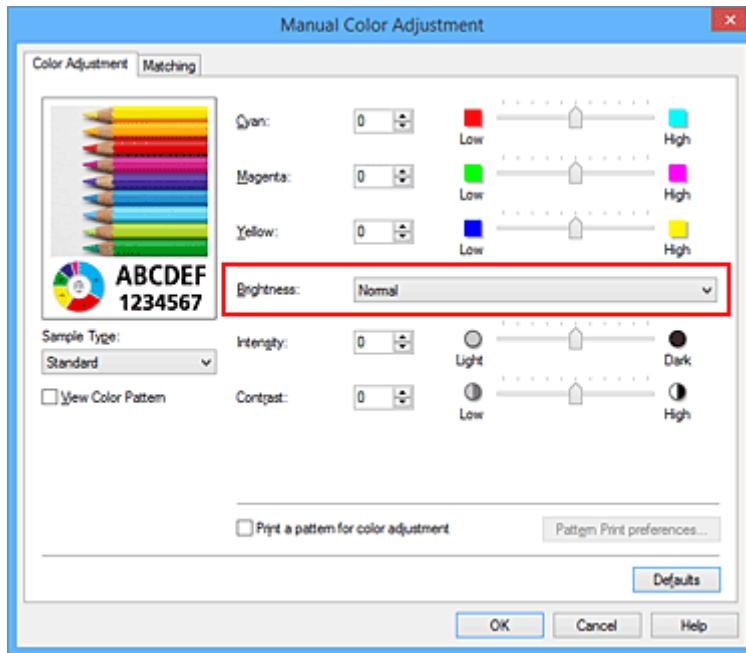 Manual Color Adjustment
Color Adjustment Matching
Cyan: 0 Low High
Magenta: 0 Low High
Yellow: 0 Low High
ABCDEF
1234567
Brightness: Normal
Sample Type:
Standard
View Color Pattern
Intensity: 0 Light Dark
Contrast: 0 Low High
Print a pattern for color adjustment Pattern Print preferences...
Defaults
OK Cancel Help